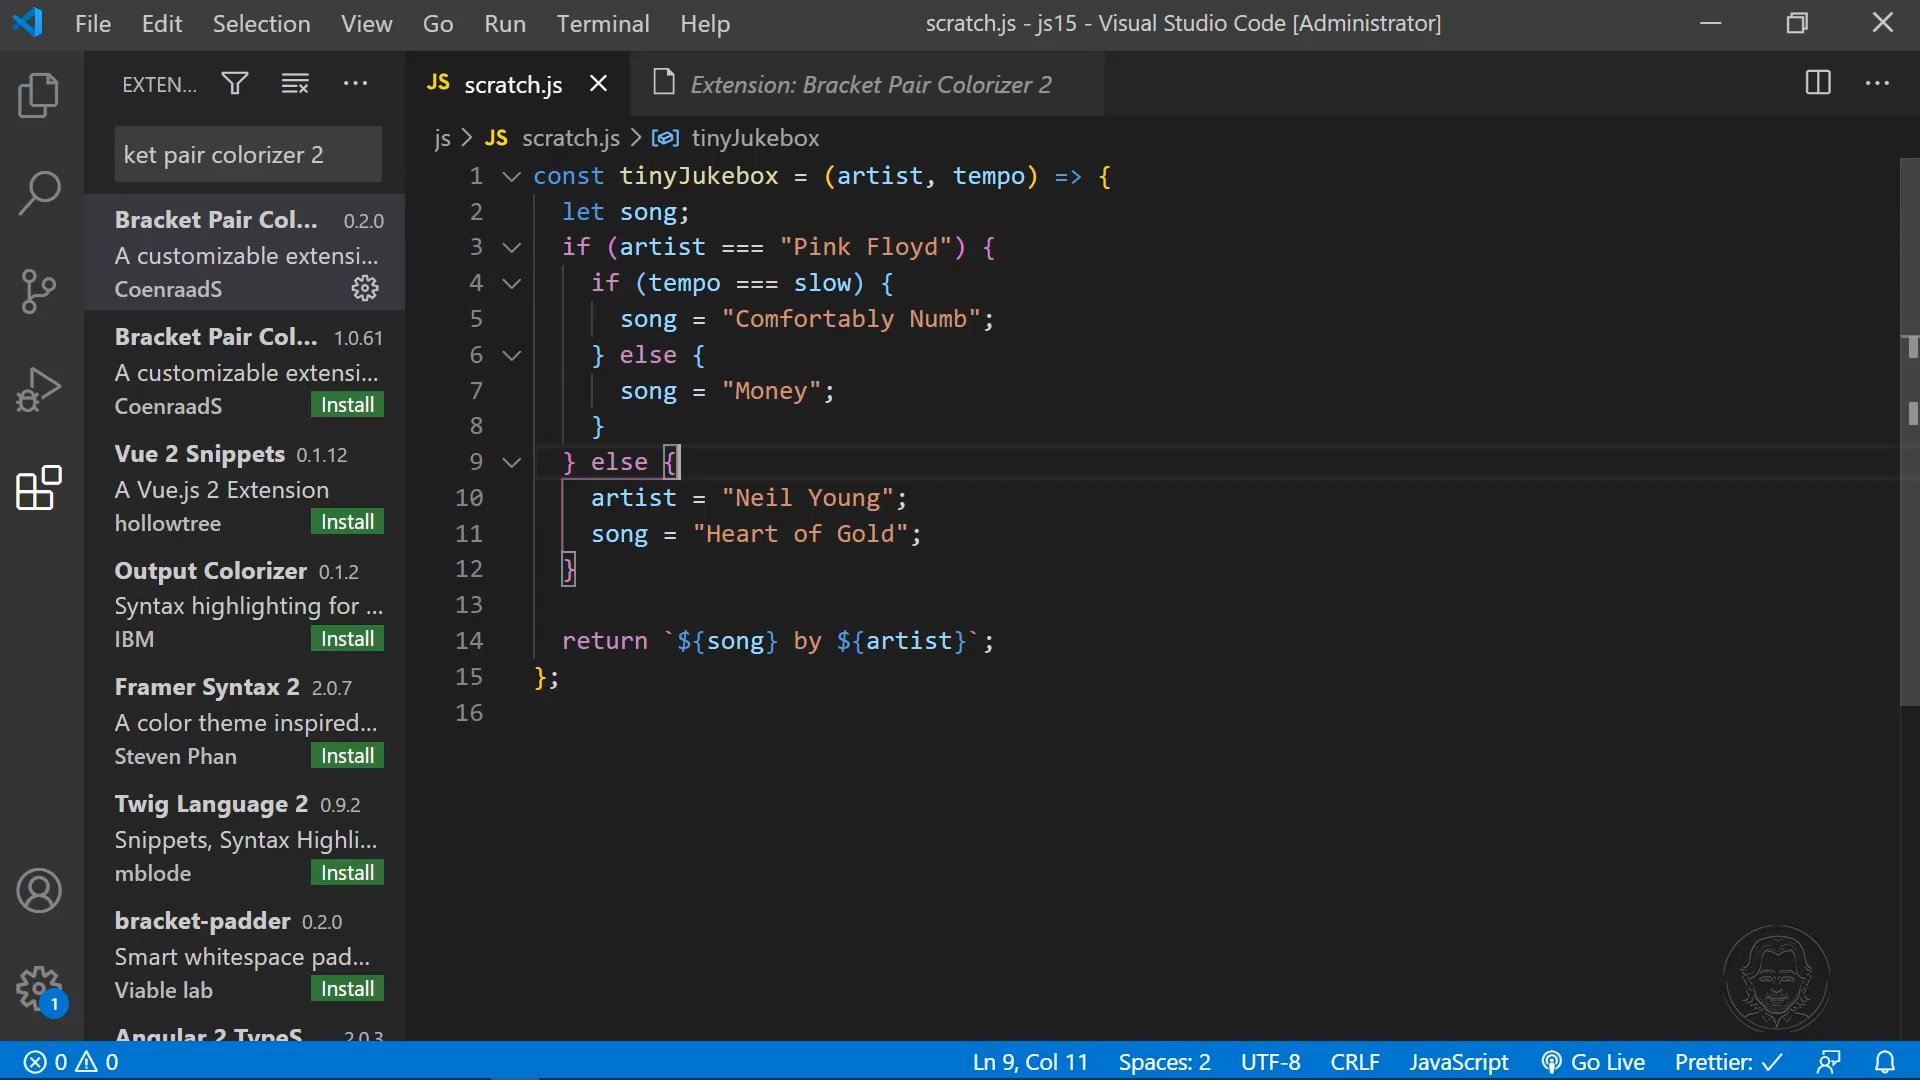 File Edit Selection View Go Run Terminal Help
scratch.js - js15 - Visual Studio Code [Administrator]
EXTEN...
ket pair colorizer 2
Bracket Pair Col... 0.2.0
A customizable extensi...
CoenraadS
Bracket Pair Col... 1.0.61
A customizable extensi...
CoenraadS Install
Vue 2 Snippets 0.1.12
A Vue.js 2 Extension
hollowtree Install
Output Colorizer 0.1.2
Syntax highlighting for ...
IBM Install
Framer Syntax 2 2.0.7
A color theme inspired...
Steven Phan Install
Twig Language 2 0.9.2
Snippets, Syntax Highli...
mblode Install
bracket-padder 0.2.0
Smart whitespace pad...
Viable lab Install
Angular 2 TypeS... 2.0.3
JS scratch.js
Extension: Bracket Pair Colorizer 2
js > JS scratch.js > tinyJukebox
1 const tinyJukebox = (artist, tempo) => {
2 let song;
3 if (artist === "Pink Floyd") {
4 if (tempo === slow) {
5 song = "Comfortably Numb";
6 } else {
7 song = "Money";
8 }
9 } else {
10 artist = "Neil Young";
11 song = "Heart of Gold";
12 }
13
14 return `${song} by ${artist}`;
15 };
16
1
0 0 Ln 9, Col 11 Spaces: 2 UTF-8 CRLF JavaScript Go Live Prettier: ✓